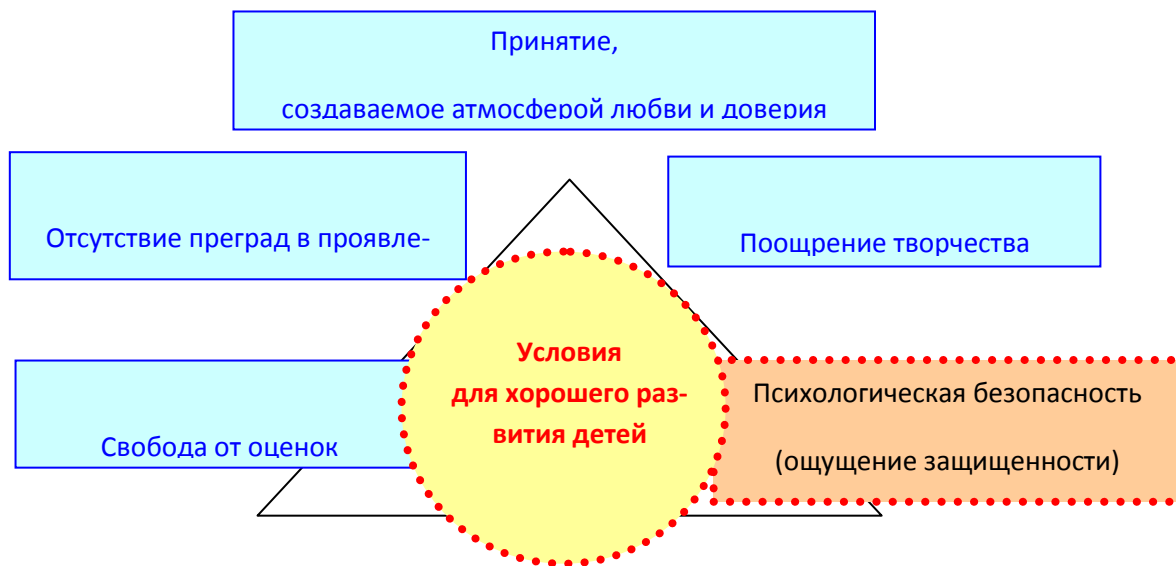 Принятие,
создаваемое атмосферой любви и доверия
Отсутствие преград в проявле-
Поощрение творчества
Условия
для хорошего раз-
вития детей
Свобода от оценок
Психологическая безопасность
(ощущение защищенности)